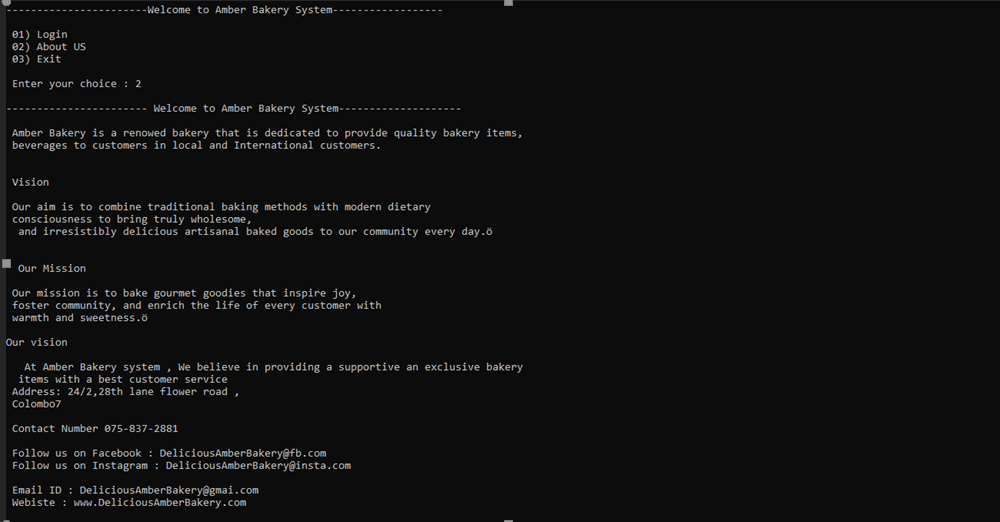 -----------------------Welcome to Amber Bakery System------------------
01) Login
02) About US
03) Exit
Enter your choice : 2
----------------------- Welcome to Amber Bakery System--------------------
Amber Bakery is a renowed bakery that is dedicated to provide quality bakery items,
beverages to customers in local and International customers.
Vision
Our aim is to combine traditional baking methods with modern dietary
consciousness to bring truly wholesome,
and irresistibly delicious artisanal baked goods to our community every day.ö
Our Mission
Our mission is to bake gourmet goodies that inspire joy,
foster community, and enrich the life of every customer with
warmth and sweetness.ö
Our vision
At Amber Bakery system , We believe in providing a supportive an exclusive bakery
items with a best customer service
Address: 24/2,28th lane flower road ,
Colombo7
Contact Number 075-837-2881
Follow us on Facebook : DeliciousAmberBakery@fb.com
Follow us on Instagram : DeliciousAmberBakery@insta.com
Email ID : DeliciousAmberBakery@gmai.com
Webiste : www.DeliciousAmberBakery.com